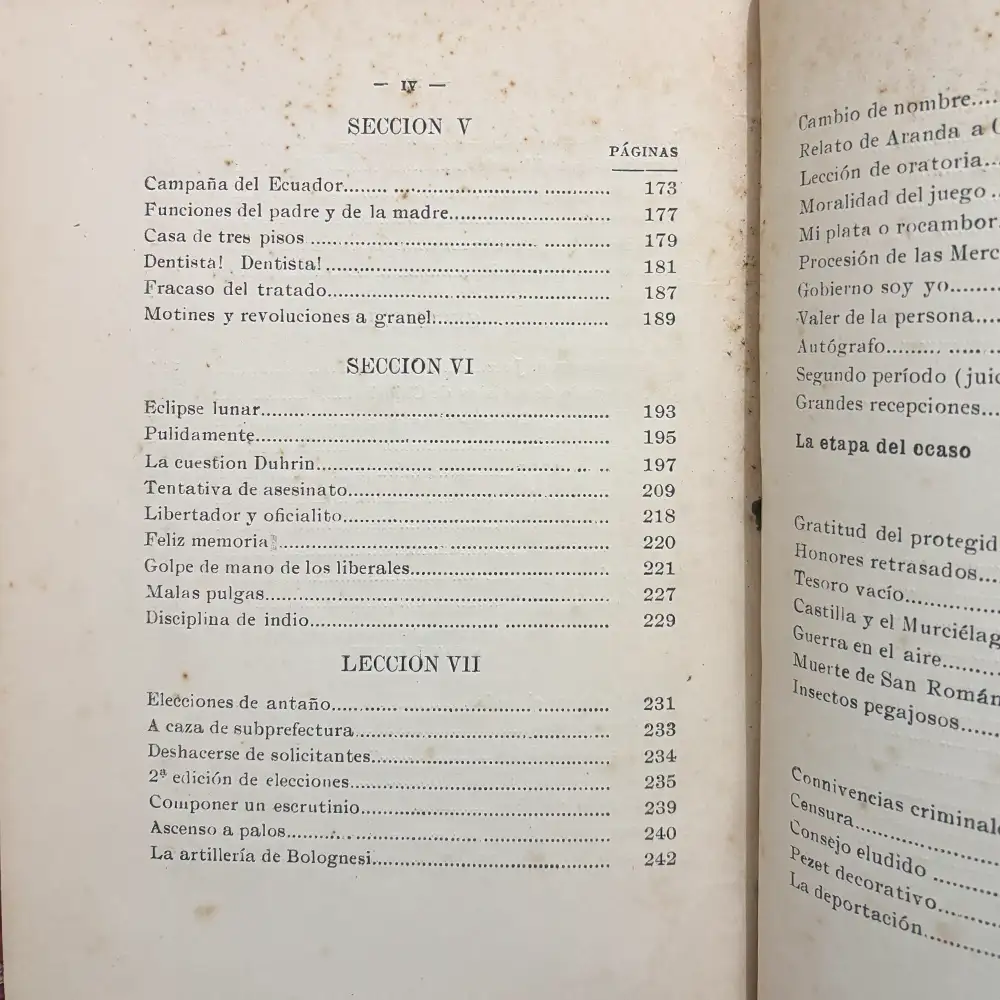 — IV —
SECCION V
PÁGINAS
Campaña del Ecuador........ ................................ ............. 173
Funciones del padre y de la madre................................ 177
Casa de tres pisos ............................................. .............. 179
Dentista! Dentista!....................................................... 181
Fracaso del tratado....................................................... 187
Motines y revoluciones a granel:................................. 189
SECCION VI
Eclipse lunar.................................................................. 193
Pulidamente................................................................... 195
La cuestion Duhrin..................... ........................ ... .. 197
Tentativa de asesinato.................................................. 209
Libertador y oficialito................................................... 218
Feliz memoria ............................................................... 220
Golpe de mano de los liberales...................................... 221
Malas pulgas.................................................................. 227
Disciplina de indio......................................................... 229
LECCION VII
Elecciones de antaño...................................................... 231
A caza de subprefectura................................................ 233
Deshacerse de solicitantes............................................. 234
2ª edición de elecciones................................................. 235
Componer un escrutinio................................................ 239
Ascenso a palos.............................................................. 240
La artillería de Bolognesi............................................... 242
Cambio de nombre....
Relato de Aranda a
Lección de oratoria...
Moralidad del juego ..
Mi plata o rocambor.
Procesión de las Merc
Gobierno soy yo........
Valer de la persona....
Autógrafo......... ..... ..
Segundo período (juic
Grandes recepciones...
La etapa del ocaso
Gratitud del protegid
Honores retrasados...
Tesoro vacío..............
Castilla y el Murciélag
Guerra en el aire........
Muerte de San Román
Insectos pegajosos......
Connivencias criminal
Censura....................
Consejo eludido ..........
Pezet decorativo.........
La deportación...........